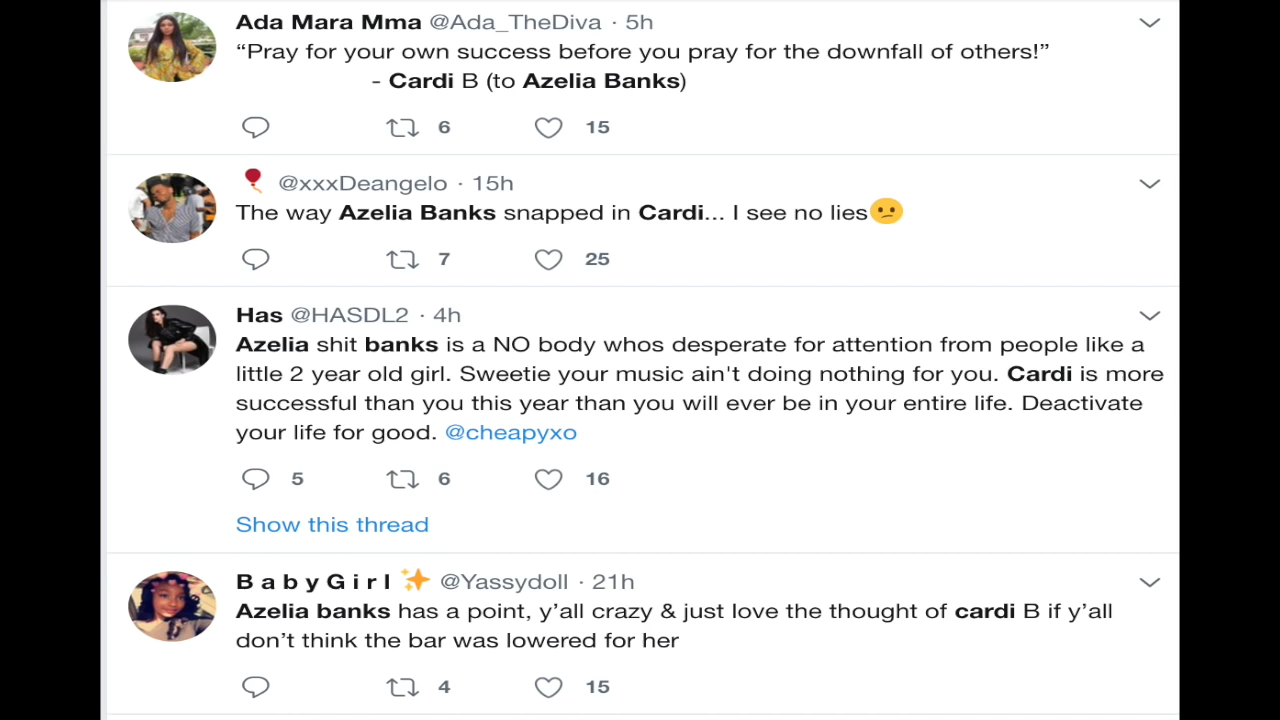 Ada Mara Mma @Ada_TheDiva · 5h
“Pray for your own success before you pray for the downfall of others!”
- Cardi B (to Azelia Banks)
6 15
🎈 @xxxDeangelo · 15h
The way Azelia Banks snapped in Cardi... I see no lies😕
7 25
Has @HASDL2 · 4h
Azelia shit banks is a NO body whos desperate for attention from people like a
little 2 year old girl. Sweetie your music ain't doing nothing for you. Cardi is more
successful than you this year than you will ever be in your entire life. Deactivate
your life for good. @cheapyxo
5 6 16
Show this thread
B a b y G i r l ✨ @Yassydoll · 21h
Azelia banks has a point, y’all crazy & just love the thought of cardi B if y’all
don’t think the bar was lowered for her
4 15